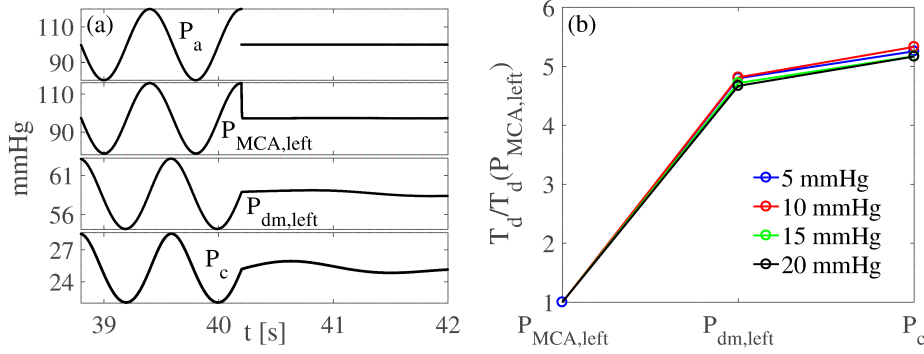 (a)
110
90
P_a
110
90
P_MCA,left
61
56
P_dm,left
27
24
P_c
mmHg
39 40 41 42
t [s]
(b)
6
5
4
3
2
1
T_d/T_d(P_MCA,left)
5 mmHg
10 mmHg
15 mmHg
20 mmHg
P_MCA,left P_dm,left P_c